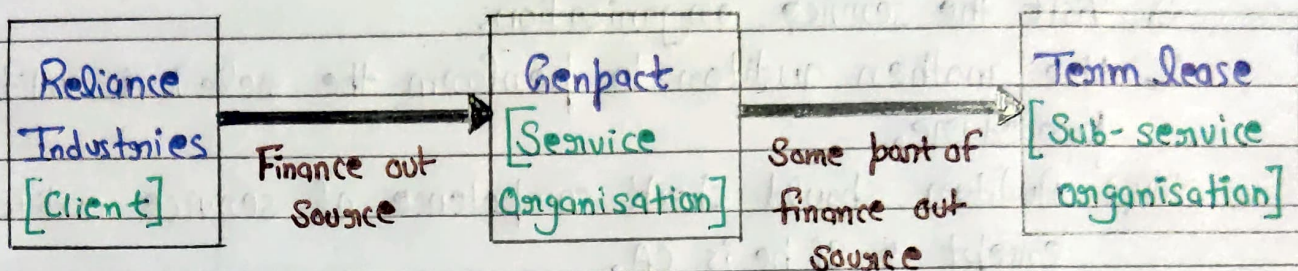 Reliance
Industries
[Client]
Finance out
Source
Genpact
[Service
Organisation]
Some part of
finance out
source
Term lease
[Sub-service
organisation]